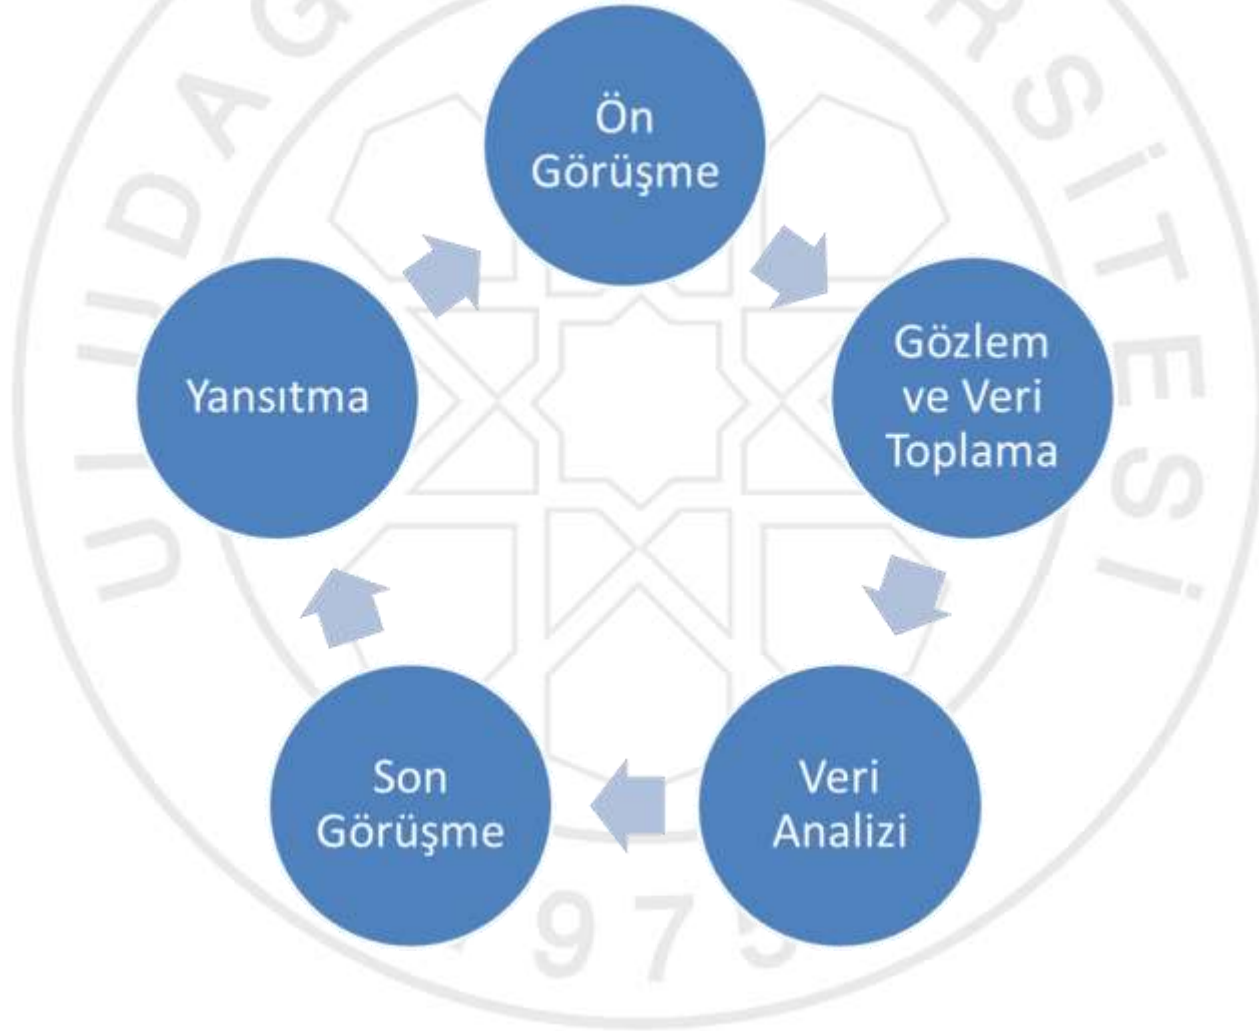 Ön
Görüşme
Gözlem
ve Veri
Toplama
Veri
Analizi
Son
Görüşme
Yansıtma